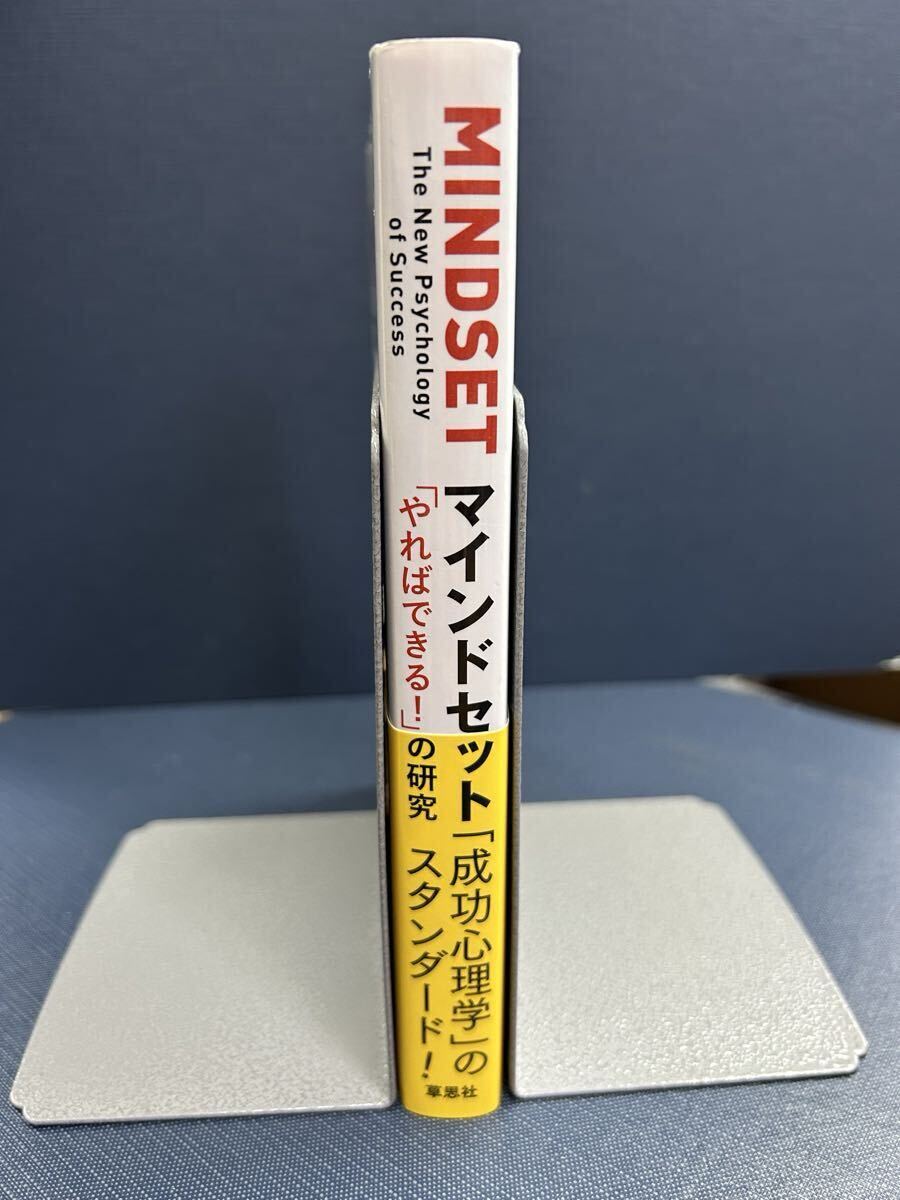 MINDSET
The New Psychology
of Success
マインドセット
「やればできる！」の研究
「成功心理学」の
スタンダード！
草思社